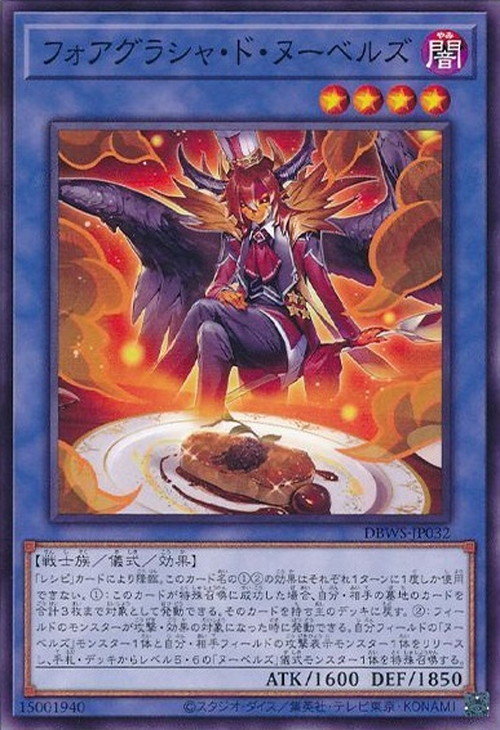 フォアグラシャ・ド・ヌーベルズ
闇
DBWS-JP032
【戦士族／儀式／効果】
「レシピ」カードにより降臨。このカード名の①②の効果はそれぞれ1ターンに1度しか使用
できない。①：このカードが特殊召喚に成功した場合、自分・相手の墓地のカードを
合計3枚まで対象として発動できる。そのカードを持ち主のデッキに戻す。②：フィールド
のモンスターが攻撃・効果の対象になった時に発動できる。自分フィールドの「ヌー
ベルズ」モンスター1体と自分・相手フィールドの攻撃表示モンスター1体をリリース
し、手札・デッキからレベル5・6の「ヌーベルズ」儀式モンスター1体を特殊召喚する。
ATK/1600 DEF/1850
15001940 ©スタジオ・ダイス／集英社・テレビ東京・KONAMI